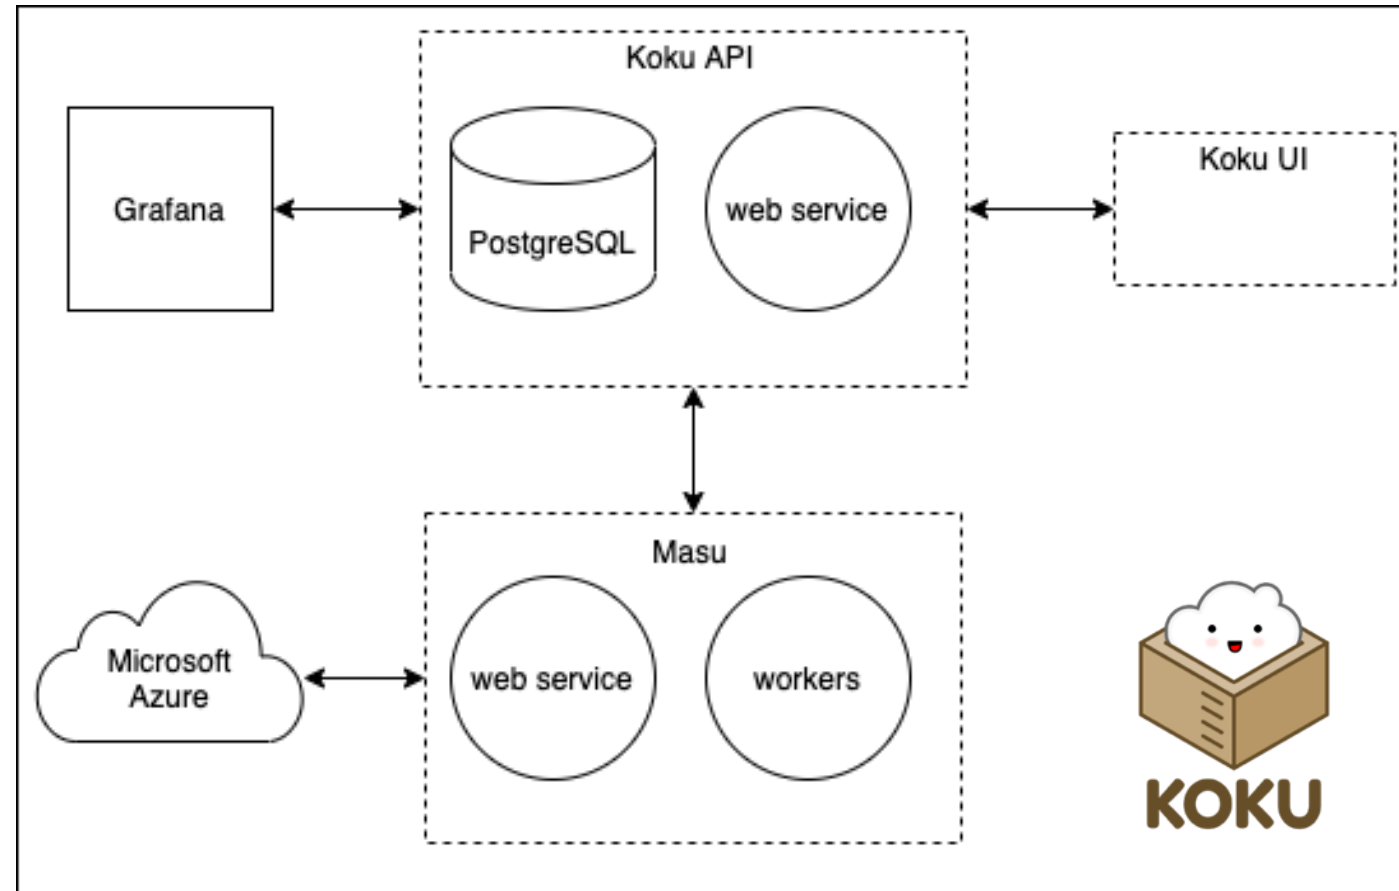 Koku API
Grafana
PostgreSQL
web service
Koku UI
Masu
Microsoft
Azure
web service
workers
KOKU